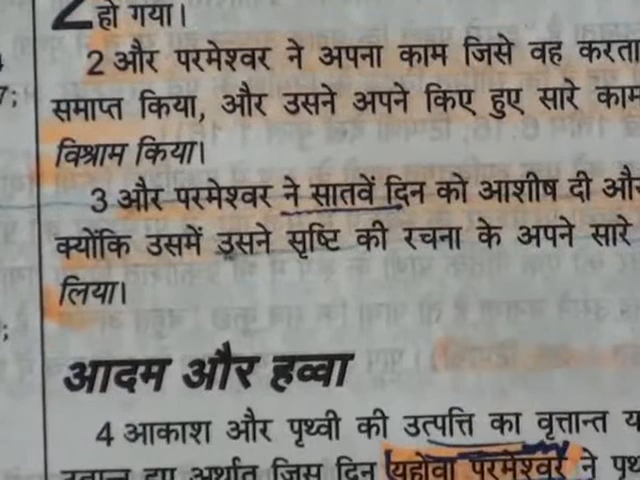 2 हो गया।
2 और परमेश्वर ने अपना काम जिसे वह करता
समाप्त किया, और उसने अपने किए हुए सारे काम
विश्राम किया।
3 और परमेश्वर ने सातवें दिन को आशीष दी और
क्योंकि उसमें उसने सृष्टि की रचना के अपने सारे
लिया।
आदम और हव्वा
4 आकाश और पृथ्वी की उत्पत्ति का वृत्तान्त
अर्थात् जिस दिन यहोवा परमेश्वर ने